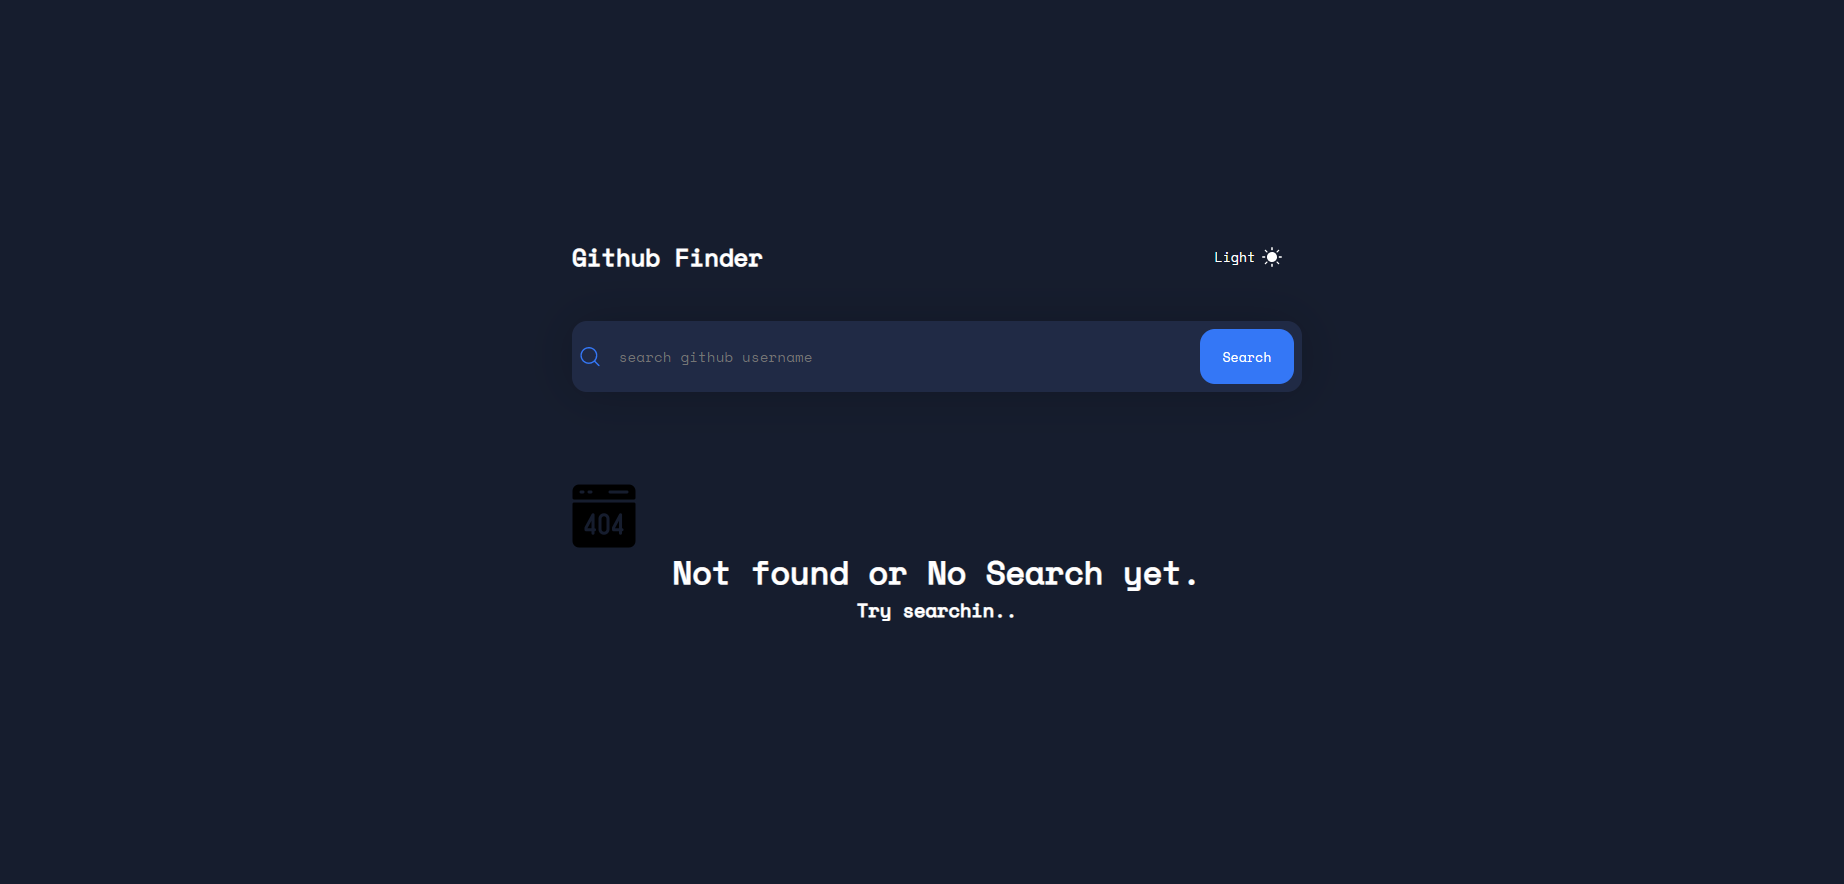 Github Finder
Light
search github username
Search
404
Not found or No Search yet.
Try searchin..